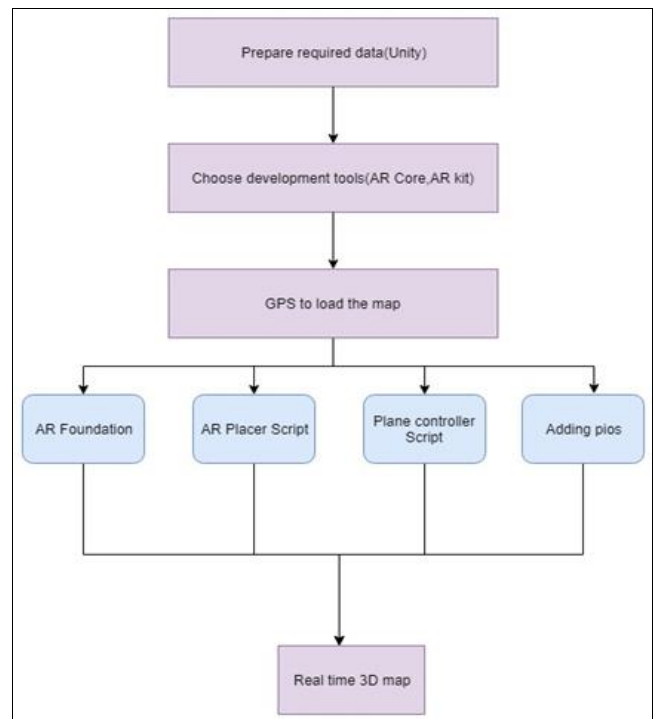 Prepare required data(Unity)
Choose development tools(AR Core,AR kit)
GPS to load the map
AR Foundation
AR Placer Script
Plane controller
Script
Adding pios
Real time 3D map